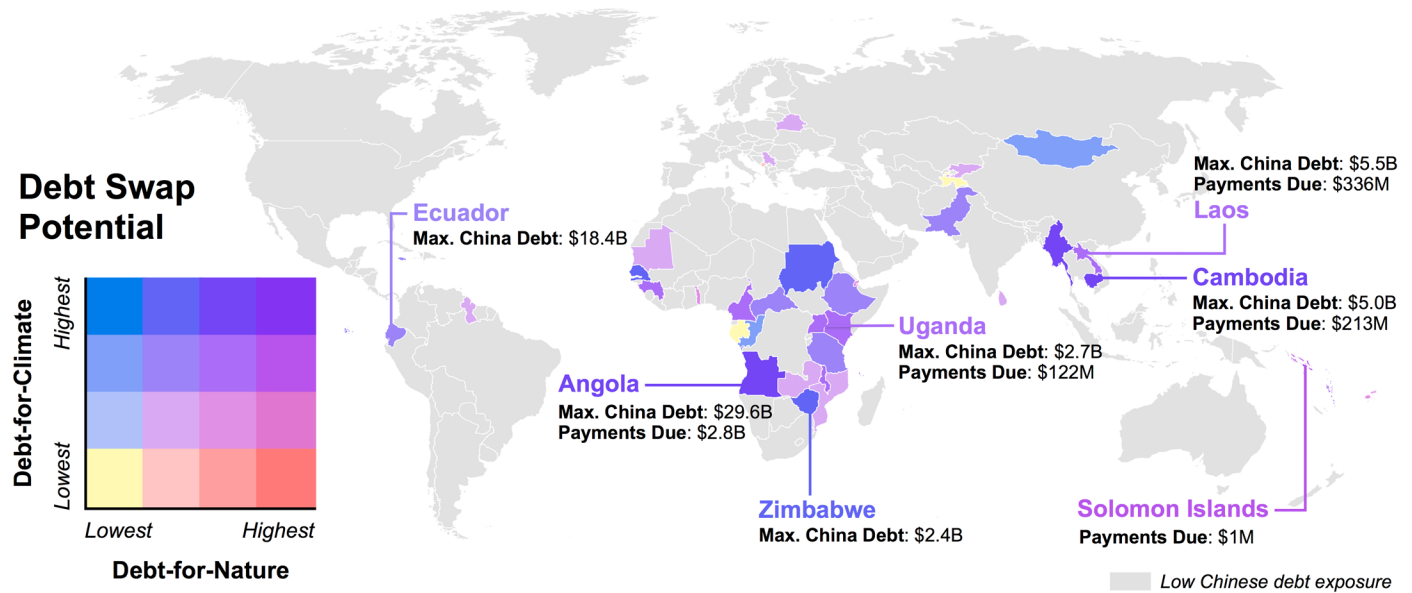 Debt Swap
Potential
Debt-for-Climate
Highest
Lowest
Lowest
Highest
Debt-for-Nature
Ecuador
Max. China Debt: $18.4B
Angola
Max. China Debt: $29.6B
Payments Due: $2.8B
Zimbabwe
Max. China Debt: $2.4B
Uganda
Max. China Debt: $2.7B
Payments Due: $122M
Max. China Debt: $5.5B
Payments Due: $336M
Laos
Cambodia
Max. China Debt: $5.0B
Payments Due: $213M
Solomon Islands
Payments Due: $1M
Low Chinese debt exposure